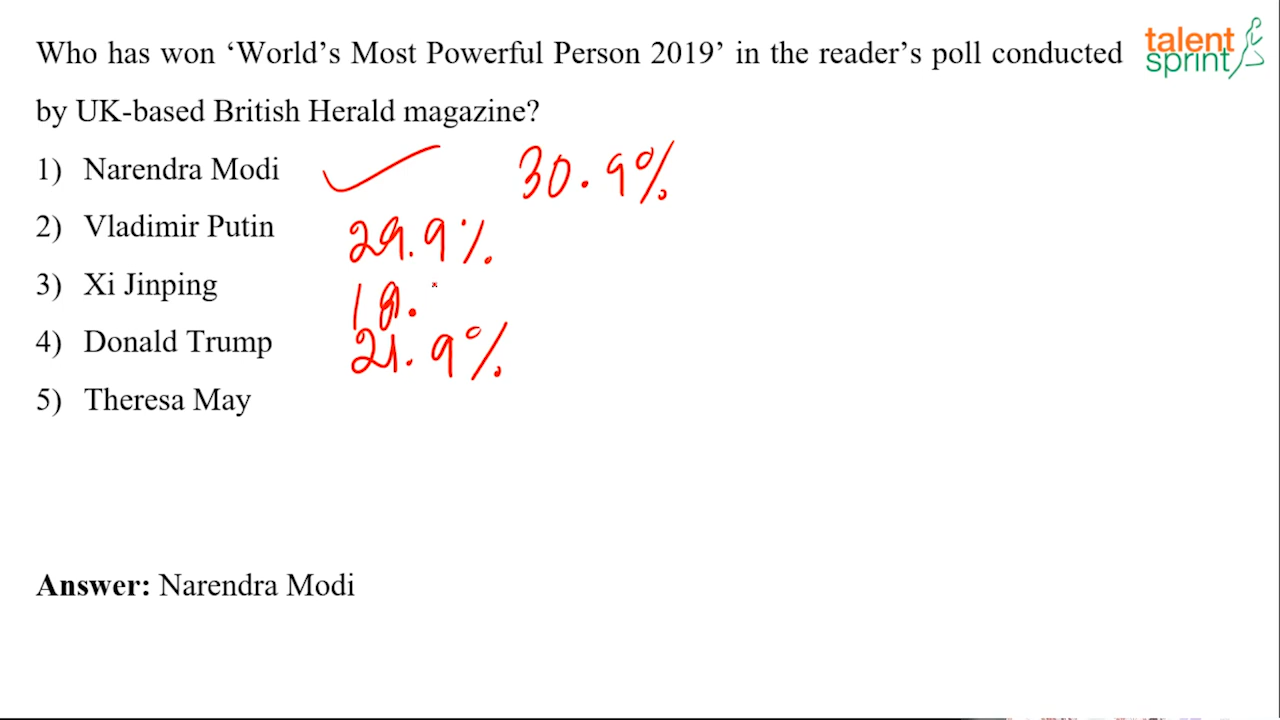 Who has won ‘World’s Most Powerful Person 2019’ in the reader’s poll conducted
talent
sprint
by UK-based British Herald magazine?
1) Narendra Modi 30.9%
2) Vladimir Putin 29.9%
3) Xi Jinping 18.
4) Donald Trump 21.9%
5) Theresa May
Answer: Narendra Modi